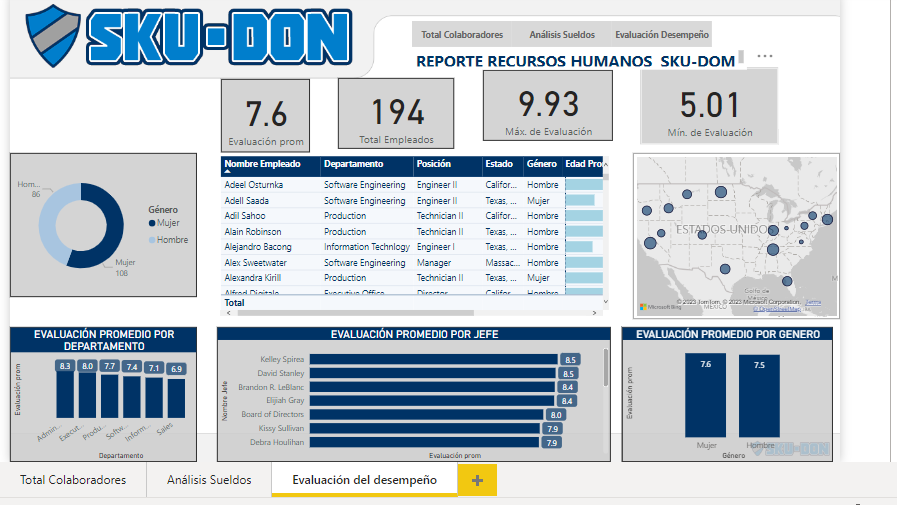 SKU-DON
Total Colaboradores Análisis Sueldos Evaluación Desempeño
REPORTE RECURSOS HUMANOS SKU-DOM
7.6
Evaluación prom
194
Total Empleados
9.93
Máx. de Evaluación
5.01
Mín. de Evaluación
Hom...
86
Género
Mujer
Hombre
Mujer
108
Nombre Empleado Departamento Posición Estado Género Edad Pro
Adeel Osturnka Software Engineering Engineer II Califor... Hombre
Adell Saada Software Engineering Engineer II Texas, ... Mujer
Adil Sahoo Production Technician II Califor... Hombre
Alain Robinson Production Technician II Texas, ... Hombre
Alejandro Bacong Information Technology Engineer I Texas, ... Hombre
Alex Sweetwater Software Engineering Manager Massac... Hombre
Alexandra Kirill Production Technician II Texas, ... Mujer
Alfred Digitale Executive Office Director Califor... Hombre
Total
ESTADOS UNIDOS
Golfo de
México
MÉXICO
Microsoft Bing
© 2023 TomTom, © 2023 Microsoft Corporation, Terms
© OpenStreetMap
EVALUACIÓN PROMEDIO POR
DEPARTAMENTO
Evaluación prom
8.3 8.0 7.7 7.4 7.1 6.9
Admin... Execut... Produ... Softw... Inform... Sales
Departamento
EVALUACIÓN PROMEDIO POR JEFE
Nombre Jefe
Kelley Spirea 8.5
David Stanley 8.5
Brandon R. LeBlanc 8.4
Elijiah Gray 8.4
Board of Directors 8.0
Kissy Sullivan 7.9
Debra Houlihan 7.9
Evaluación prom
EVALUACIÓN PROMEDIO POR GENERO
Evaluación prom
7.6 7.5
Mujer Hombre
Género
SKU-DON
Total Colaboradores Análisis Sueldos Evaluación del desempeño +